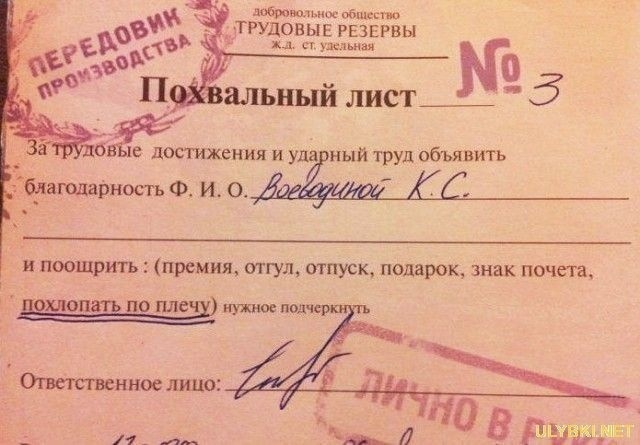 ПЕРЕДОВИК
ПРОИЗВОДСТВА
добровольное общество
ТРУДОВЫЕ РЕЗЕРВЫ
ж.д. ст. удельная
Похвальный лист № 3
За трудовые достижения и ударный труд объявить
благодарность Ф. И. О. Воеводиной К. С.
и поощрить : (премия, отгул, отпуск, подарок, знак почета,
похлопать по плечу) нужное подчеркнуть
Ответственное лицо:
ЛИЧНО В
ULYBKI.NET